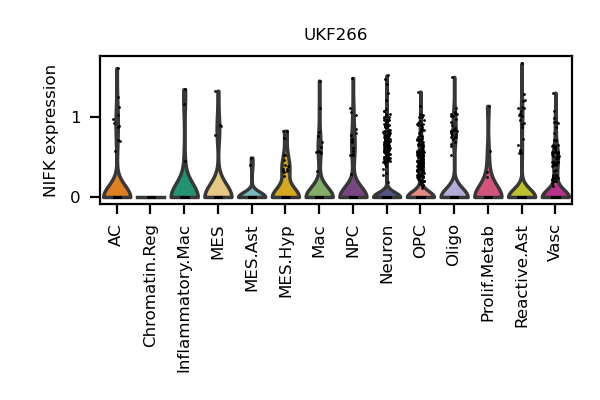 UKF266
NIFK expression
1
0
AC
Chromatin.Reg
Inflammatory.Mac
MES
MES.Ast
MES.Hyp
Mac
NPC
Neuron
OPC
Oligo
Prolif.Metab
Reactive.Ast
Vasc